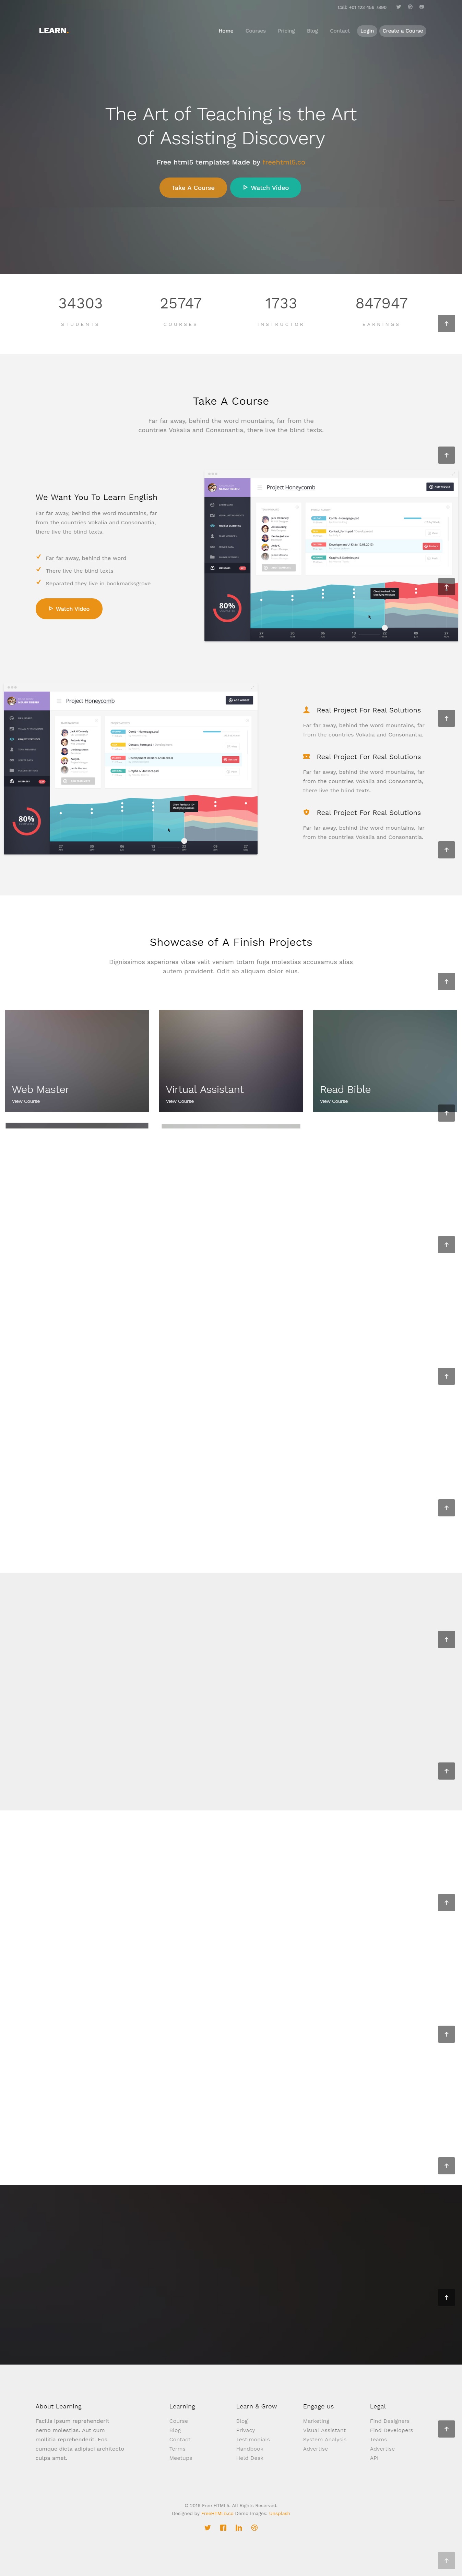 Call: +01 123 456 7890
LEARN.
Home Courses Pricing Blog Contact Login Create a Course
The Art of Teaching is the Art
of Assisting Discovery
Free html5 templates Made by freehtml5.co
Take A Course Watch Video
34303 25747 1733 847947
STUDENTS COURSES INSTRUCTOR EARNINGS
Take A Course
Far far away, behind the word mountains, far from the
countries Vokalia and Consonantia, there live the blind texts.
We Want You To Learn English
Far far away, behind the word mountains, far
from the countries Vokalia and Consonantia,
there live the blind texts.
Far far away, behind the word
There live the blind texts
Separated they live in bookmarksgrove
Watch Video
Project Honeycomb
80%
Project Honeycomb
80%
Real Project For Real Solutions
Far far away, behind the word mountains, far
from the countries Vokalia and Consonantia.
Real Project For Real Solutions
Far far away, behind the word mountains, far
from the countries Vokalia and Consonantia,
there live the blind texts.
Real Project For Real Solutions
Far far away, behind the word mountains, far
from the countries Vokalia and Consonantia.
Showcase of A Finish Projects
Dignissimos asperiores vitae velit veniam totam fuga molestias accusamus alias
autem provident. Odit ab aliquam dolor eius.
Web Master
View Course
Virtual Assistant
View Course
Read Bible
View Course
About Learning
Facilis ipsum reprehenderit
nemo molestias. Aut cum
mollitia reprehenderit. Eos
cumque dicta adipisci architecto
culpa amet.
Learning
Course
Blog
Contact
Terms
Meetups
Learn & Grow
Blog
Privacy
Testimonials
Handbook
Held Desk
Engage us
Marketing
Visual Assistant
System Analysis
Advertise
Legal
Find Designers
Find Developers
Teams
Advertise
API
© 2016 Free HTML5. All Rights Reserved.
Designed by FreeHTML5.co Demo Images: Unsplash